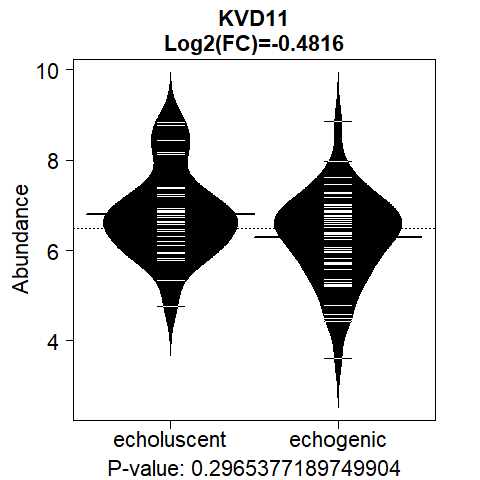 KVD11
Log2(FC)=-0.4816
Abundance
10
8
6
4
echoluscent echogenic
P-value: 0.2965377189749904